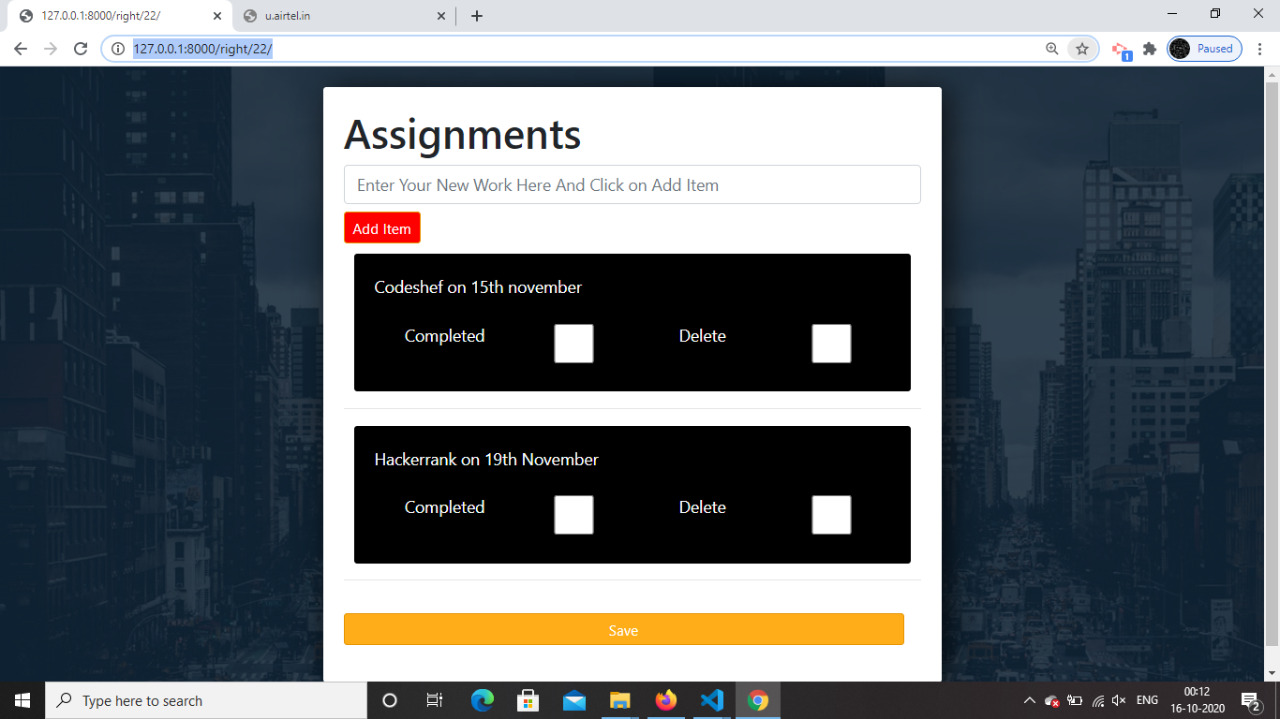 127.0.0.1:8000/right/22/
u.airtel.in
127.0.0.1:8000/right/22/
1
Paused
Assignments
Enter Your New Work Here And Click on Add Item
Add Item
Codeshef on 15th november
Completed Delete
Hackerrank on 19th November
Completed Delete
Save
Type here to search
ENG
00:12
16-10-2020
2